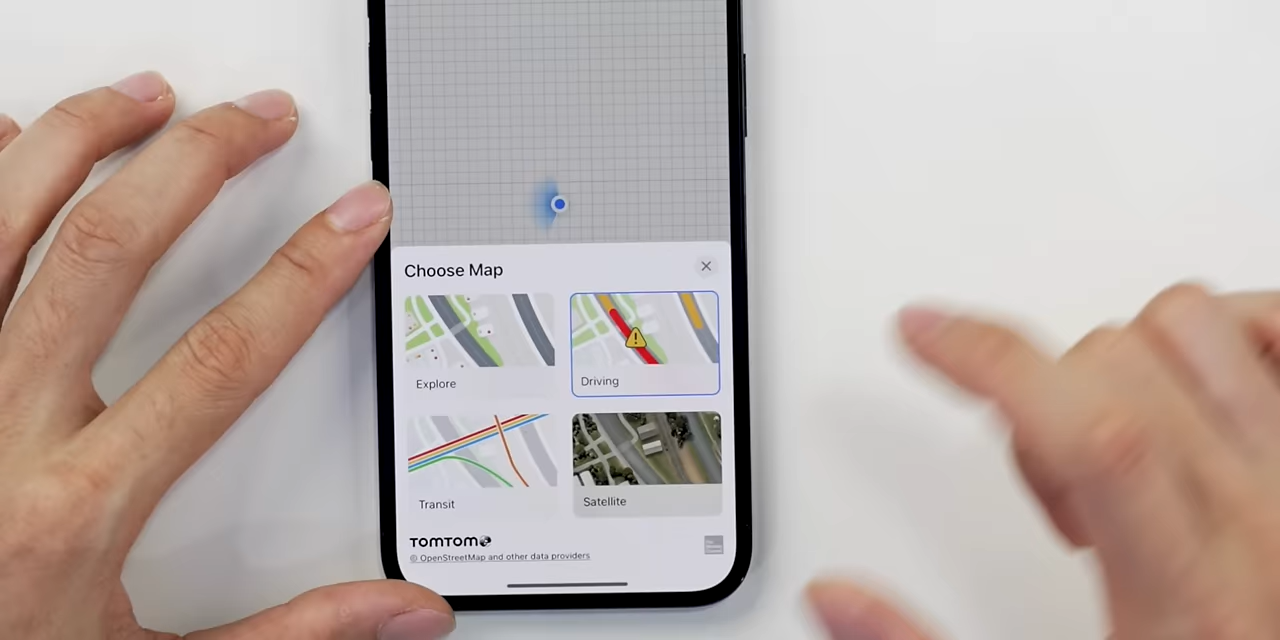 Choose Map
Explore
Driving
Transit
Satellite
TOMTOM
© OpenStreetMap and other data providers